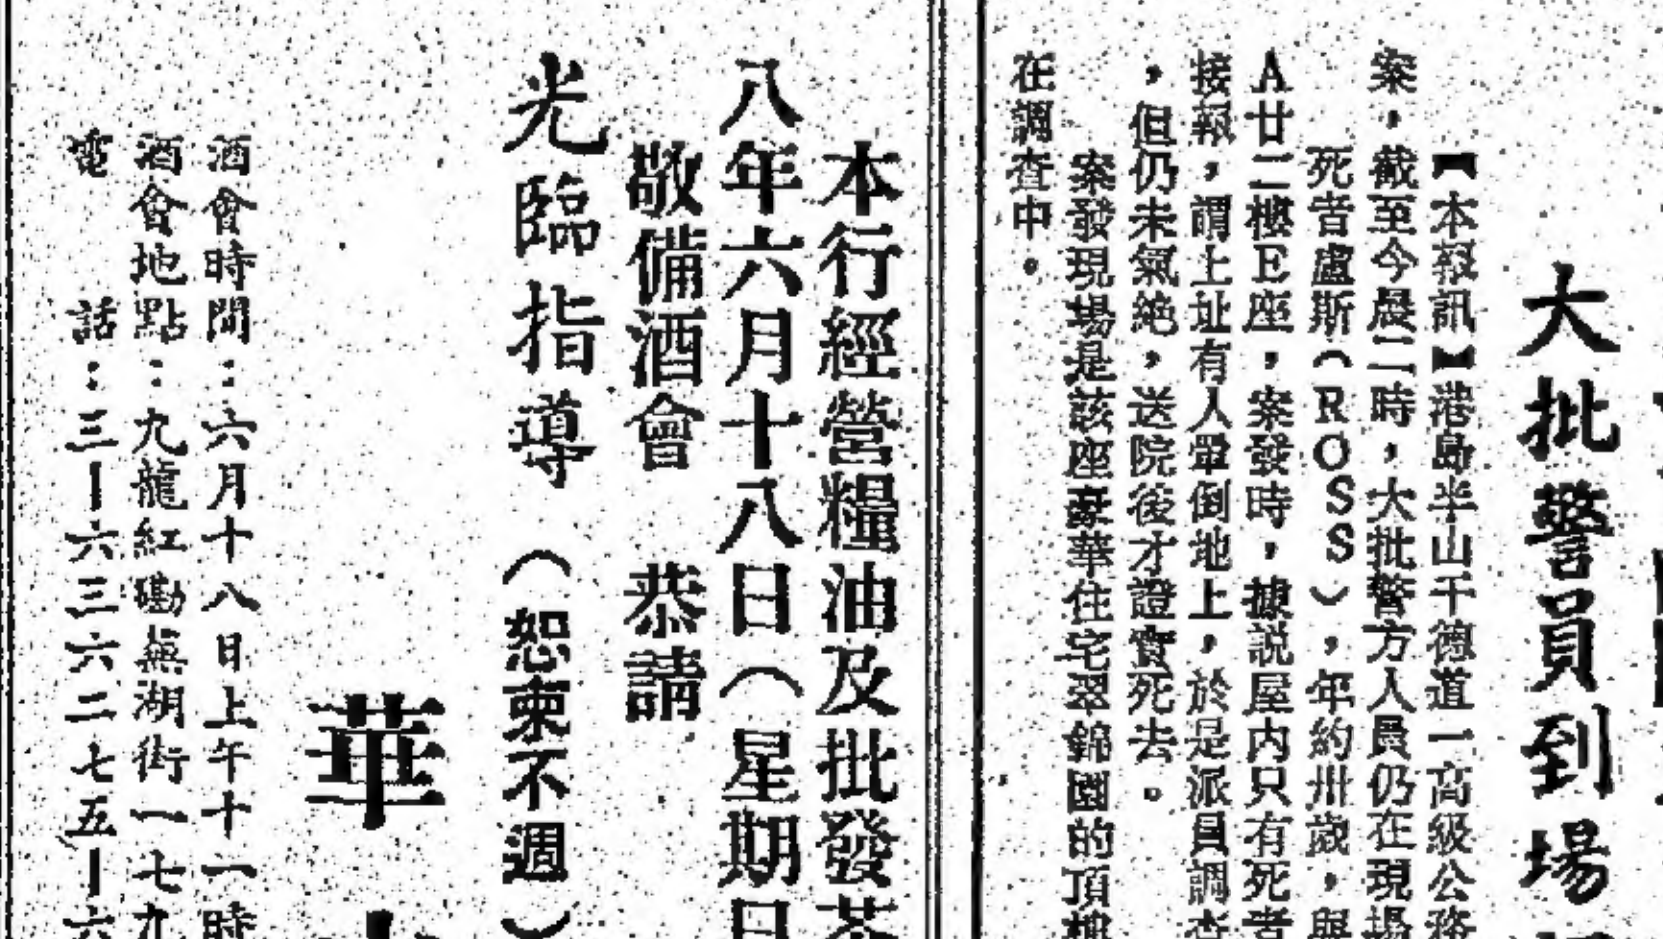 大批警員到場
【本報訊】港島半山干德道一高級公務
案，截至今晨二時，大批警方人員仍在現場
死者盧斯（ROSS），年約卅歲，與
A廿二樓E座，案發時，據説屋内只有死者
接報，謂上址有人暈倒地上，於是派員調查
，但仍未氣絶，送院後才證實死去。
案發現場是該座豪華住宅翠錦園的頂樓
在調查中。
本行經營糧油及批發茶
八年六月十八日（星期日
敬備酒會　恭請
光臨指導（恕柬不週）
華
酒會時間：六月十八日上午十一時
酒會地點：九龍紅磡蕪湖街一七九
電　話：三—六三六二七五—六